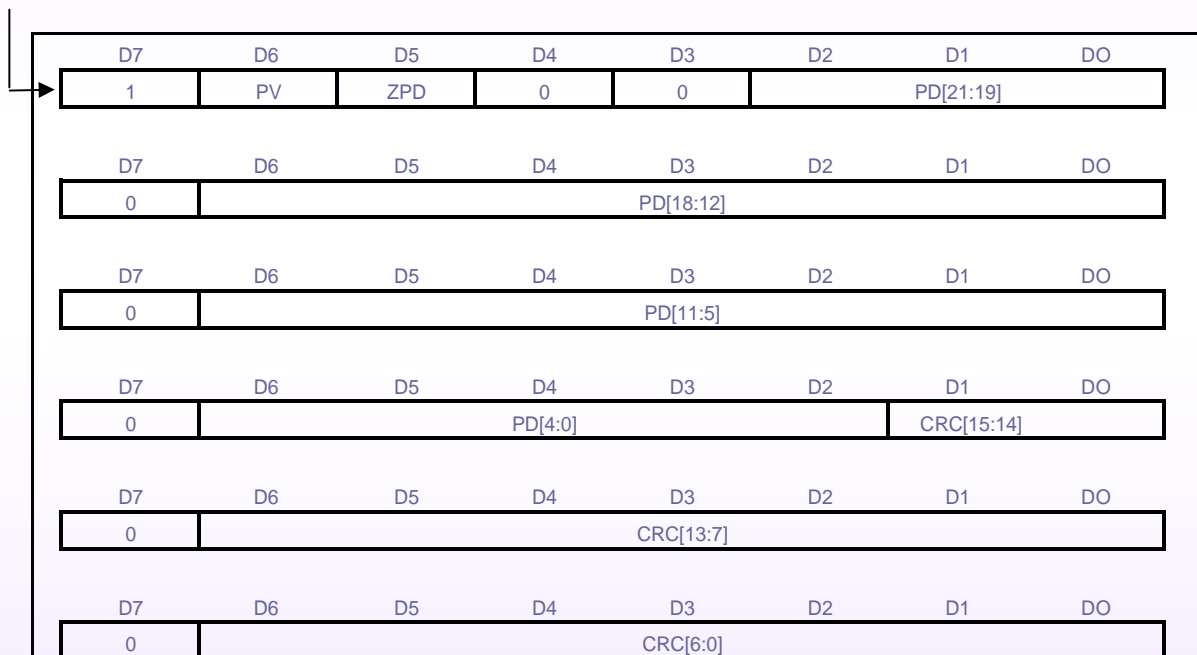 D7 D6 D5 D4 D3 D2 D1 DO
1 PV ZPD 0 0 PD[21:19]
D7 D6 D5 D4 D3 D2 D1 DO
0 PD[18:12]
D7 D6 D5 D4 D3 D2 D1 DO
0 PD[11:5]
D7 D6 D5 D4 D3 D2 D1 DO
0 PD[4:0] CRC[15:14]
D7 D6 D5 D4 D3 D2 D1 DO
0 CRC[13:7]
D7 D6 D5 D4 D3 D2 D1 DO
0 CRC[6:0]